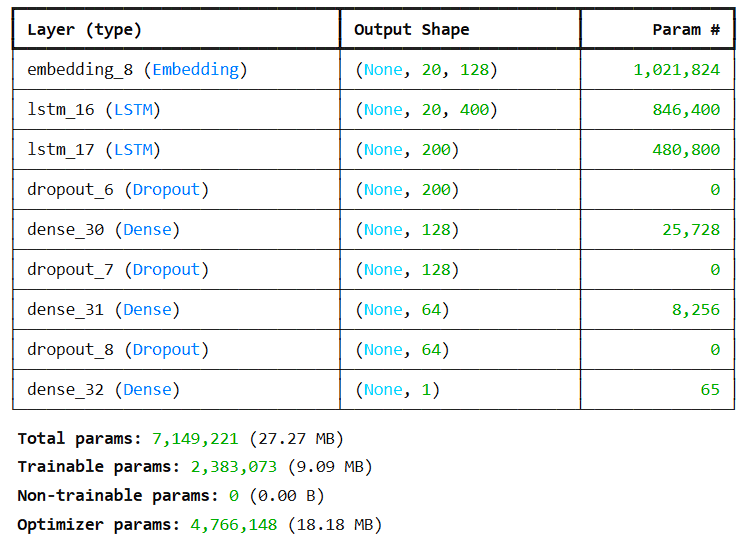 Layer (type) Output Shape Param #
embedding_8 (Embedding) (None, 20, 128) 1,021,824
lstm_16 (LSTM) (None, 20, 400) 846,400
lstm_17 (LSTM) (None, 200) 480,800
dropout_6 (Dropout) (None, 200) 0
dense_30 (Dense) (None, 128) 25,728
dropout_7 (Dropout) (None, 128) 0
dense_31 (Dense) (None, 64) 8,256
dropout_8 (Dropout) (None, 64) 0
dense_32 (Dense) (None, 1) 65
Total params: 7,149,221 (27.27 MB)
Trainable params: 2,383,073 (9.09 MB)
Non-trainable params: 0 (0.00 B)
Optimizer params: 4,766,148 (18.18 MB)